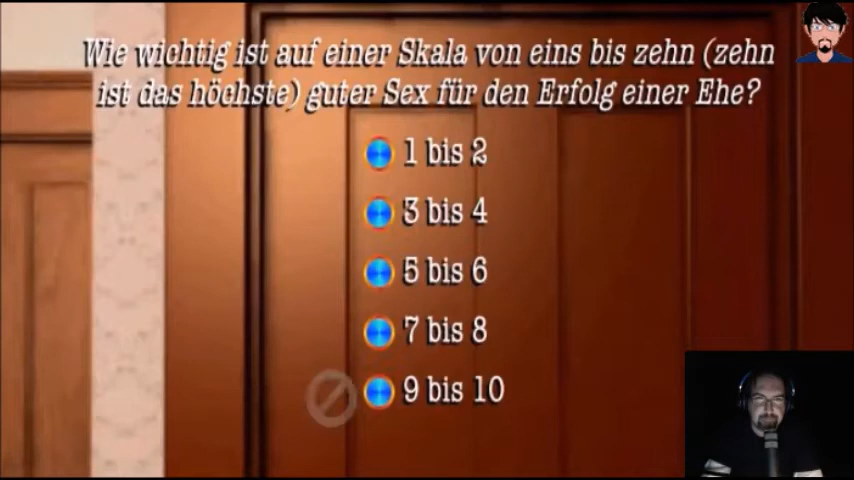 Wie wichtig ist auf einer Skala von eins bis zehn (zehn
ist das höchste) guter Sex für den Erfolg einer Ehe?
1 bis 2
3 bis 4
5 bis 6
7 bis 8
9 bis 10